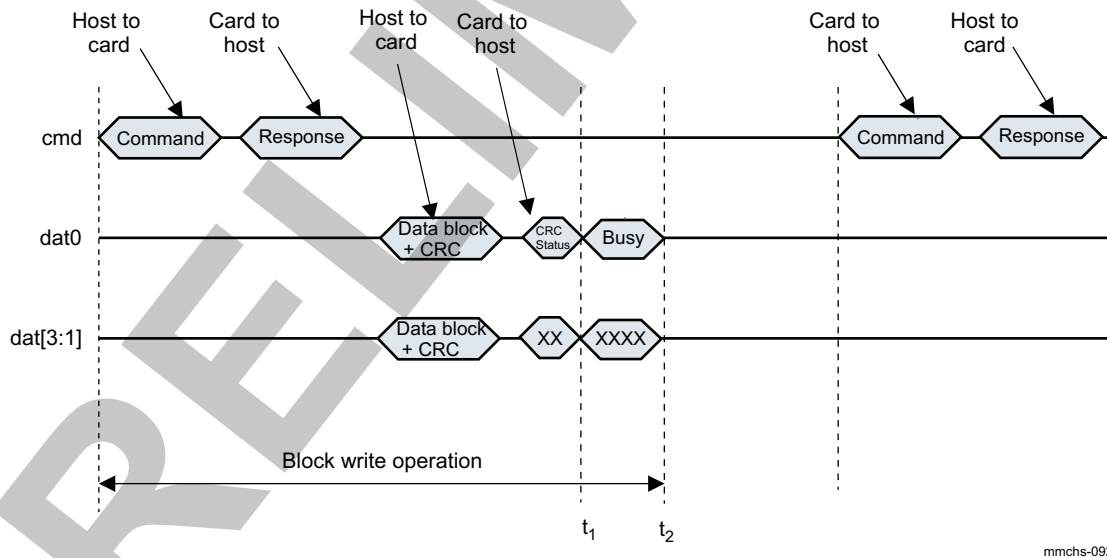 Host to
card
Card to
host
Host to
card
Card to
host
Card to
host
Host to
card
cmd
Command
Response
Command
Response
dat0
Data block
+ CRC
CRC
Status
Busy
dat[3:1]
Data block
+ CRC
XX
XXXX
Block write operation
t1
t2